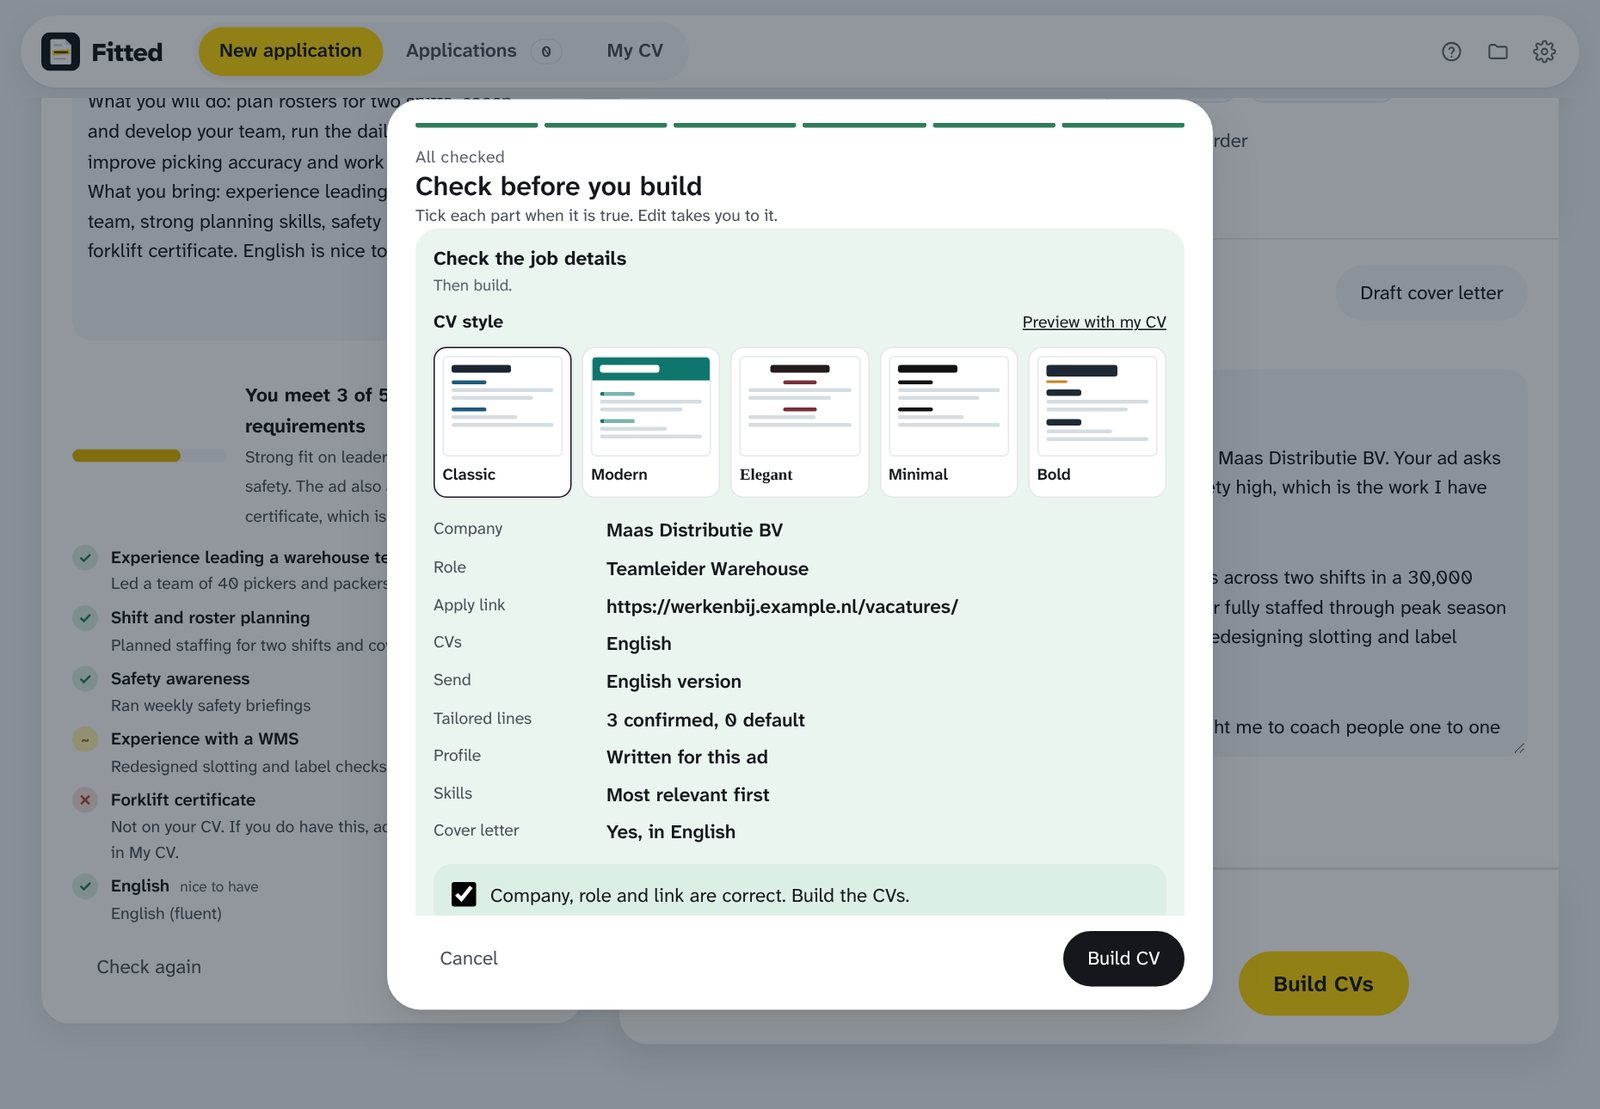 Fitted
New application
Applications 0
My CV
What you will do: plan rosters for two
and develop your team, run the dail
improve picking accuracy and work
What you bring: experience leading
team, strong planning skills, safety
forklift certificate. English is nice to
You meet 3 of 5
requirements
Strong fit on leader
safety. The ad also
certificate, which is
Experience leading a warehouse te
Led a team of 40 pickers and packers
Shift and roster planning
Planned staffing for two shifts and co
Safety awareness
Ran weekly safety briefings
~ Experience with a WMS
Redesigned slotting and label checks
Forklift certificate
Not on your CV. If you do have this, ad
in My CV.
English nice to have
English (fluent)
Check again
All checked
Check before you build
Tick each part when it is true. Edit takes you to it.
Check the job details
Then build.
CV style
Preview with my CV
Classic
Modern
Elegant
Minimal
Bold
Company Maas Distributie BV
Role Teamleider Warehouse
Apply link https://werkenbij.example.nl/vacatures/
CVs English
Send English version
Tailored lines 3 confirmed, 0 default
Profile Written for this ad
Skills Most relevant first
Cover letter Yes, in English
Company, role and link are correct. Build the CVs.
Cancel
Build CV
rder
Draft cover letter
Maas Distributie BV. Your ad asks
ty high, which is the work I have
s across two shifts in a 30,000
r fully staffed through peak season
edesigning slotting and label
ht me to coach people one to one
Build CVs